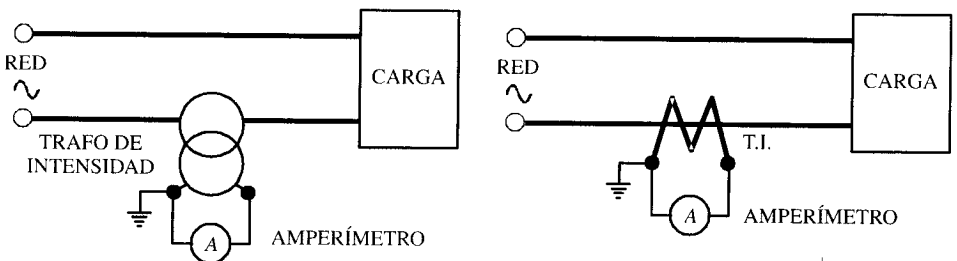 RED
CARGA
TRAFO DE
INTENSIDAD
A
AMPERÍMETRO
RED
CARGA
T.I.
A
AMPERÍMETRO